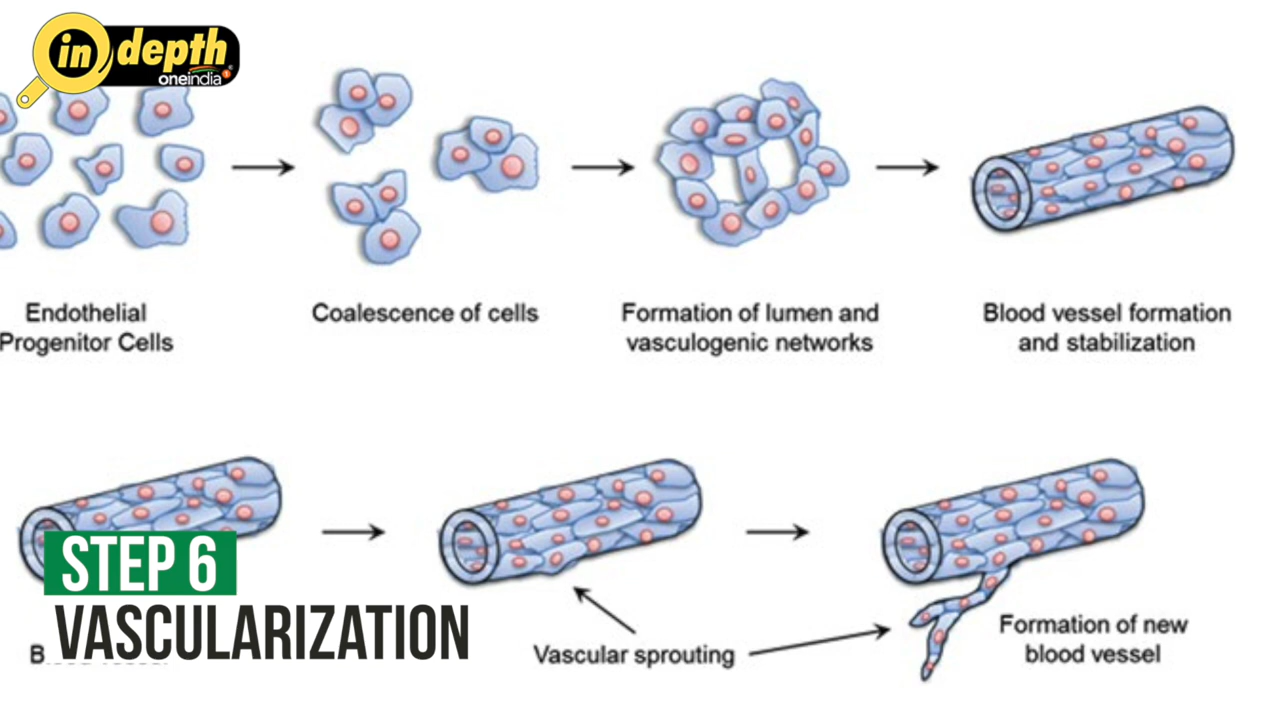 in depth
oneindia
Endothelial
Progenitor Cells
Coalescence of cells
Formation of lumen and
vasculogenic networks
Blood vessel formation
and stabilization
STEP 6
VASCULARIZATION
Vascular sprouting
Formation of new
blood vessel